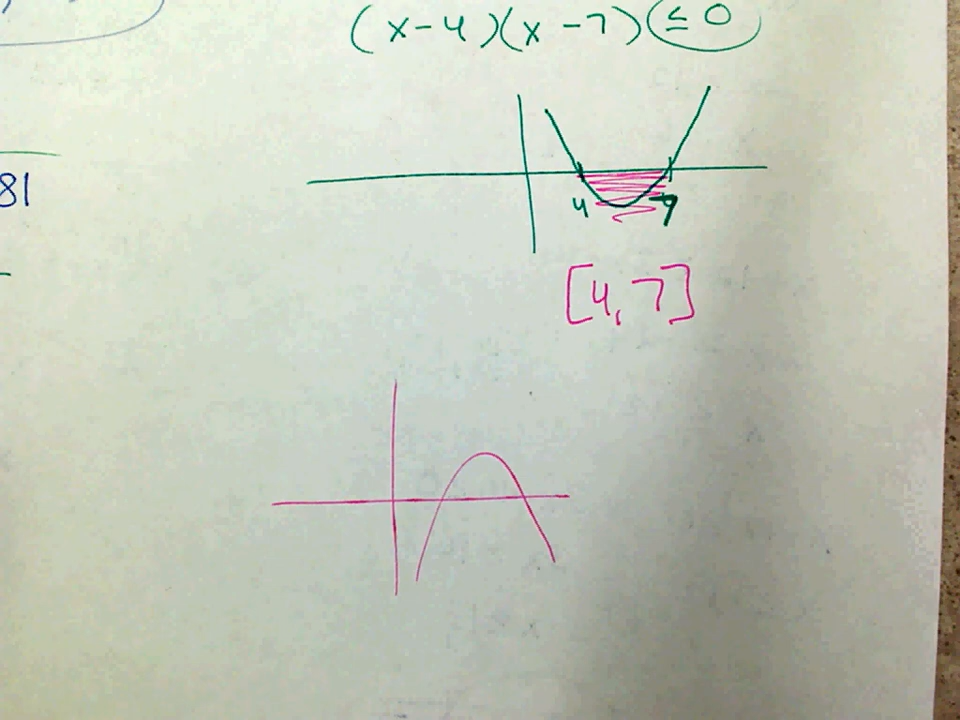 (x-4)(x-7) ≤ 0
81
4 7
[4, 7]